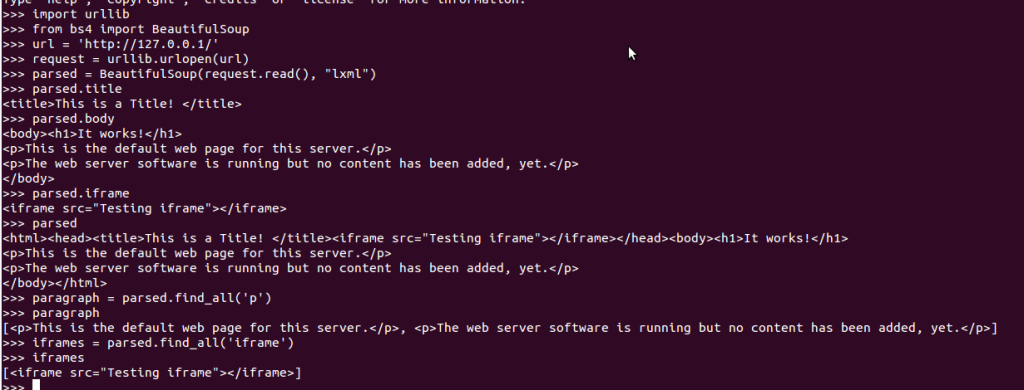 Type "help", "copyright", "credits" or "license" for more information.
>>> import urllib
>>> from bs4 import BeautifulSoup
>>> url = 'http://127.0.0.1/'
>>> request = urllib.urlopen(url)
>>> parsed = BeautifulSoup(request.read(), "lxml")
>>> parsed.title
<title>This is a Title! </title>
>>> parsed.body
<body><h1>It works!</h1>
<p>This is the default web page for this server.</p>
<p>The web server software is running but no content has been added, yet.</p>
</body>
>>> parsed.iframe
<iframe src="Testing iframe"></iframe>
>>> parsed
<html><head><title>This is a Title! </title><iframe src="Testing iframe"></iframe></head><body><h1>It works!</h1>
<p>This is the default web page for this server.</p>
<p>The web server software is running but no content has been added, yet.</p>
</body></html>
>>> paragraph = parsed.find_all('p')
>>> paragraph
[<p>This is the default web page for this server.</p>, <p>The web server software is running but no content has been added, yet.</p>]
>>> iframes = parsed.find_all('iframe')
>>> iframes
[<iframe src="Testing iframe"></iframe>]
>>>